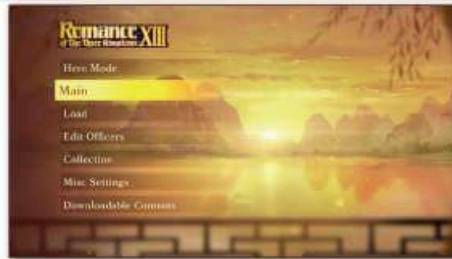 Romance XIII
of The Three Kingdoms
Hero Mode
Main
Load
Edit Officers
Collection
Misc Settings
Downloadable Contents